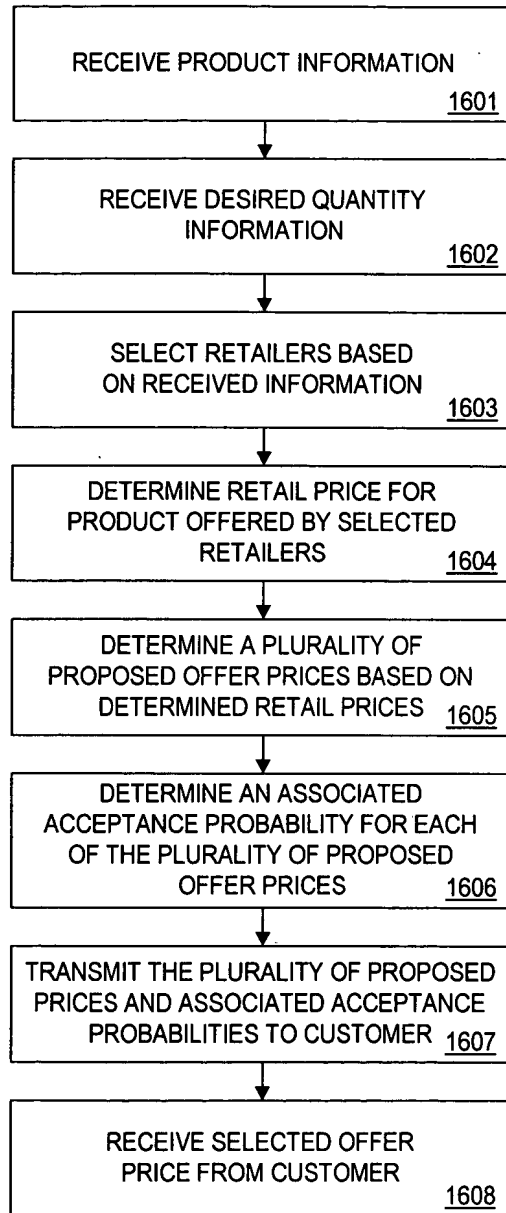 RECEIVE PRODUCT INFORMATION
1601
RECEIVE DESIRED QUANTITY
INFORMATION
1602
SELECT RETAILERS BASED
ON RECEIVED INFORMATION
1603
DETERMINE RETAIL PRICE FOR
PRODUCT OFFERED BY SELECTED
RETAILERS
1604
DETERMINE A PLURALITY OF
PROPOSED OFFER PRICES BASED ON
DETERMINED RETAIL PRICES
1605
DETERMINE AN ASSOCIATED
ACCEPTANCE PROBABILITY FOR EACH
OF THE PLURALITY OF PROPOSED
OFFER PRICES
1606
TRANSMIT THE PLURALITY OF PROPOSED
PRICES AND ASSOCIATED ACCEPTANCE
PROBABILITIES TO CUSTOMER
1607
RECEIVE SELECTED OFFER
PRICE FROM CUSTOMER
1608